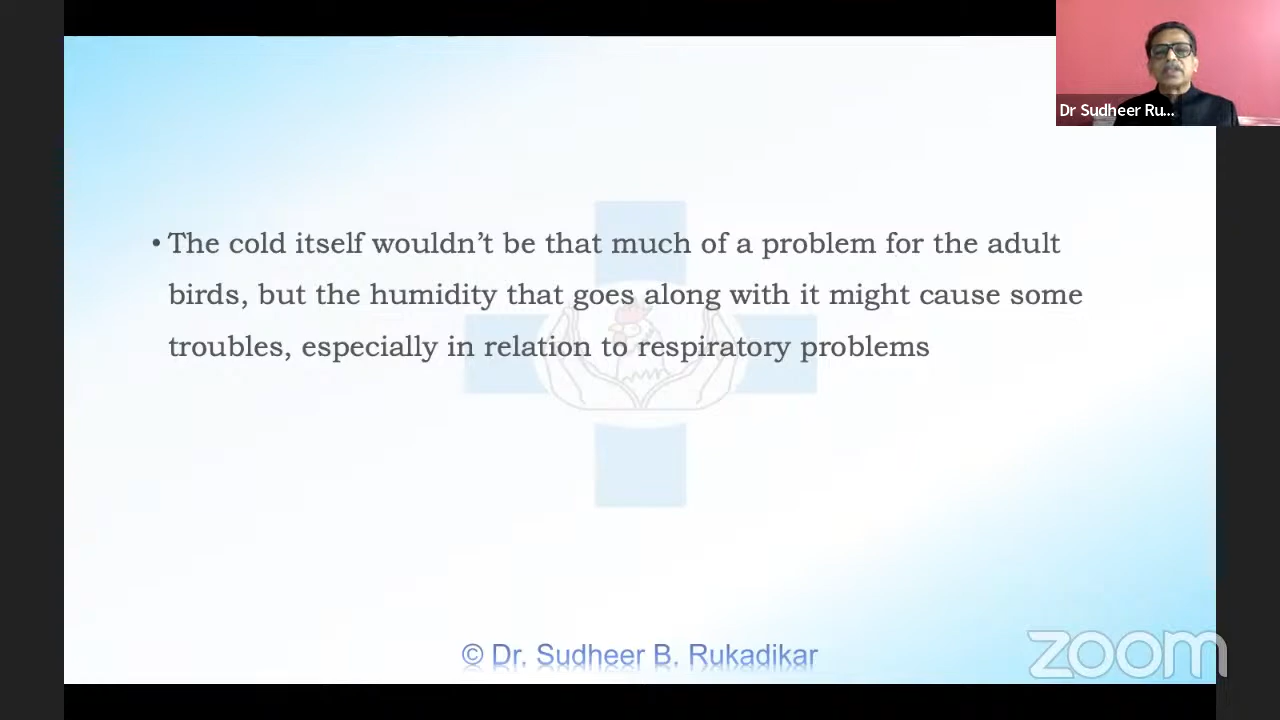 Dr Sudheer Ru...
• The cold itself wouldn’t be that much of a problem for the adult
birds, but the humidity that goes along with it might cause some
troubles, especially in relation to respiratory problems
© Dr. Sudheer B. Rukadikar
zoom